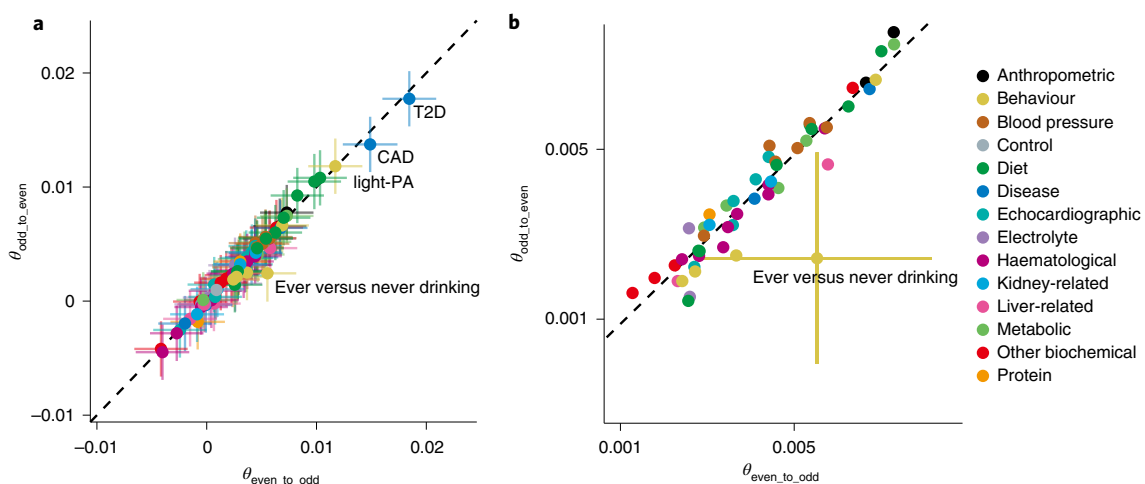 a
θodd_to_even
0.02
0.01
0
−0.01
T2D
CAD
light-PA
Ever versus never drinking
−0.01 0 0.01 0.02
θeven_to_odd
b
θodd_to_even
0.005
0.001
Ever versus never drinking
0.001 0.005
θeven_to_odd
Anthropometric
Behaviour
Blood pressure
Control
Diet
Disease
Echocardiographic
Electrolyte
Haematological
Kidney-related
Liver-related
Metabolic
Other biochemical
Protein